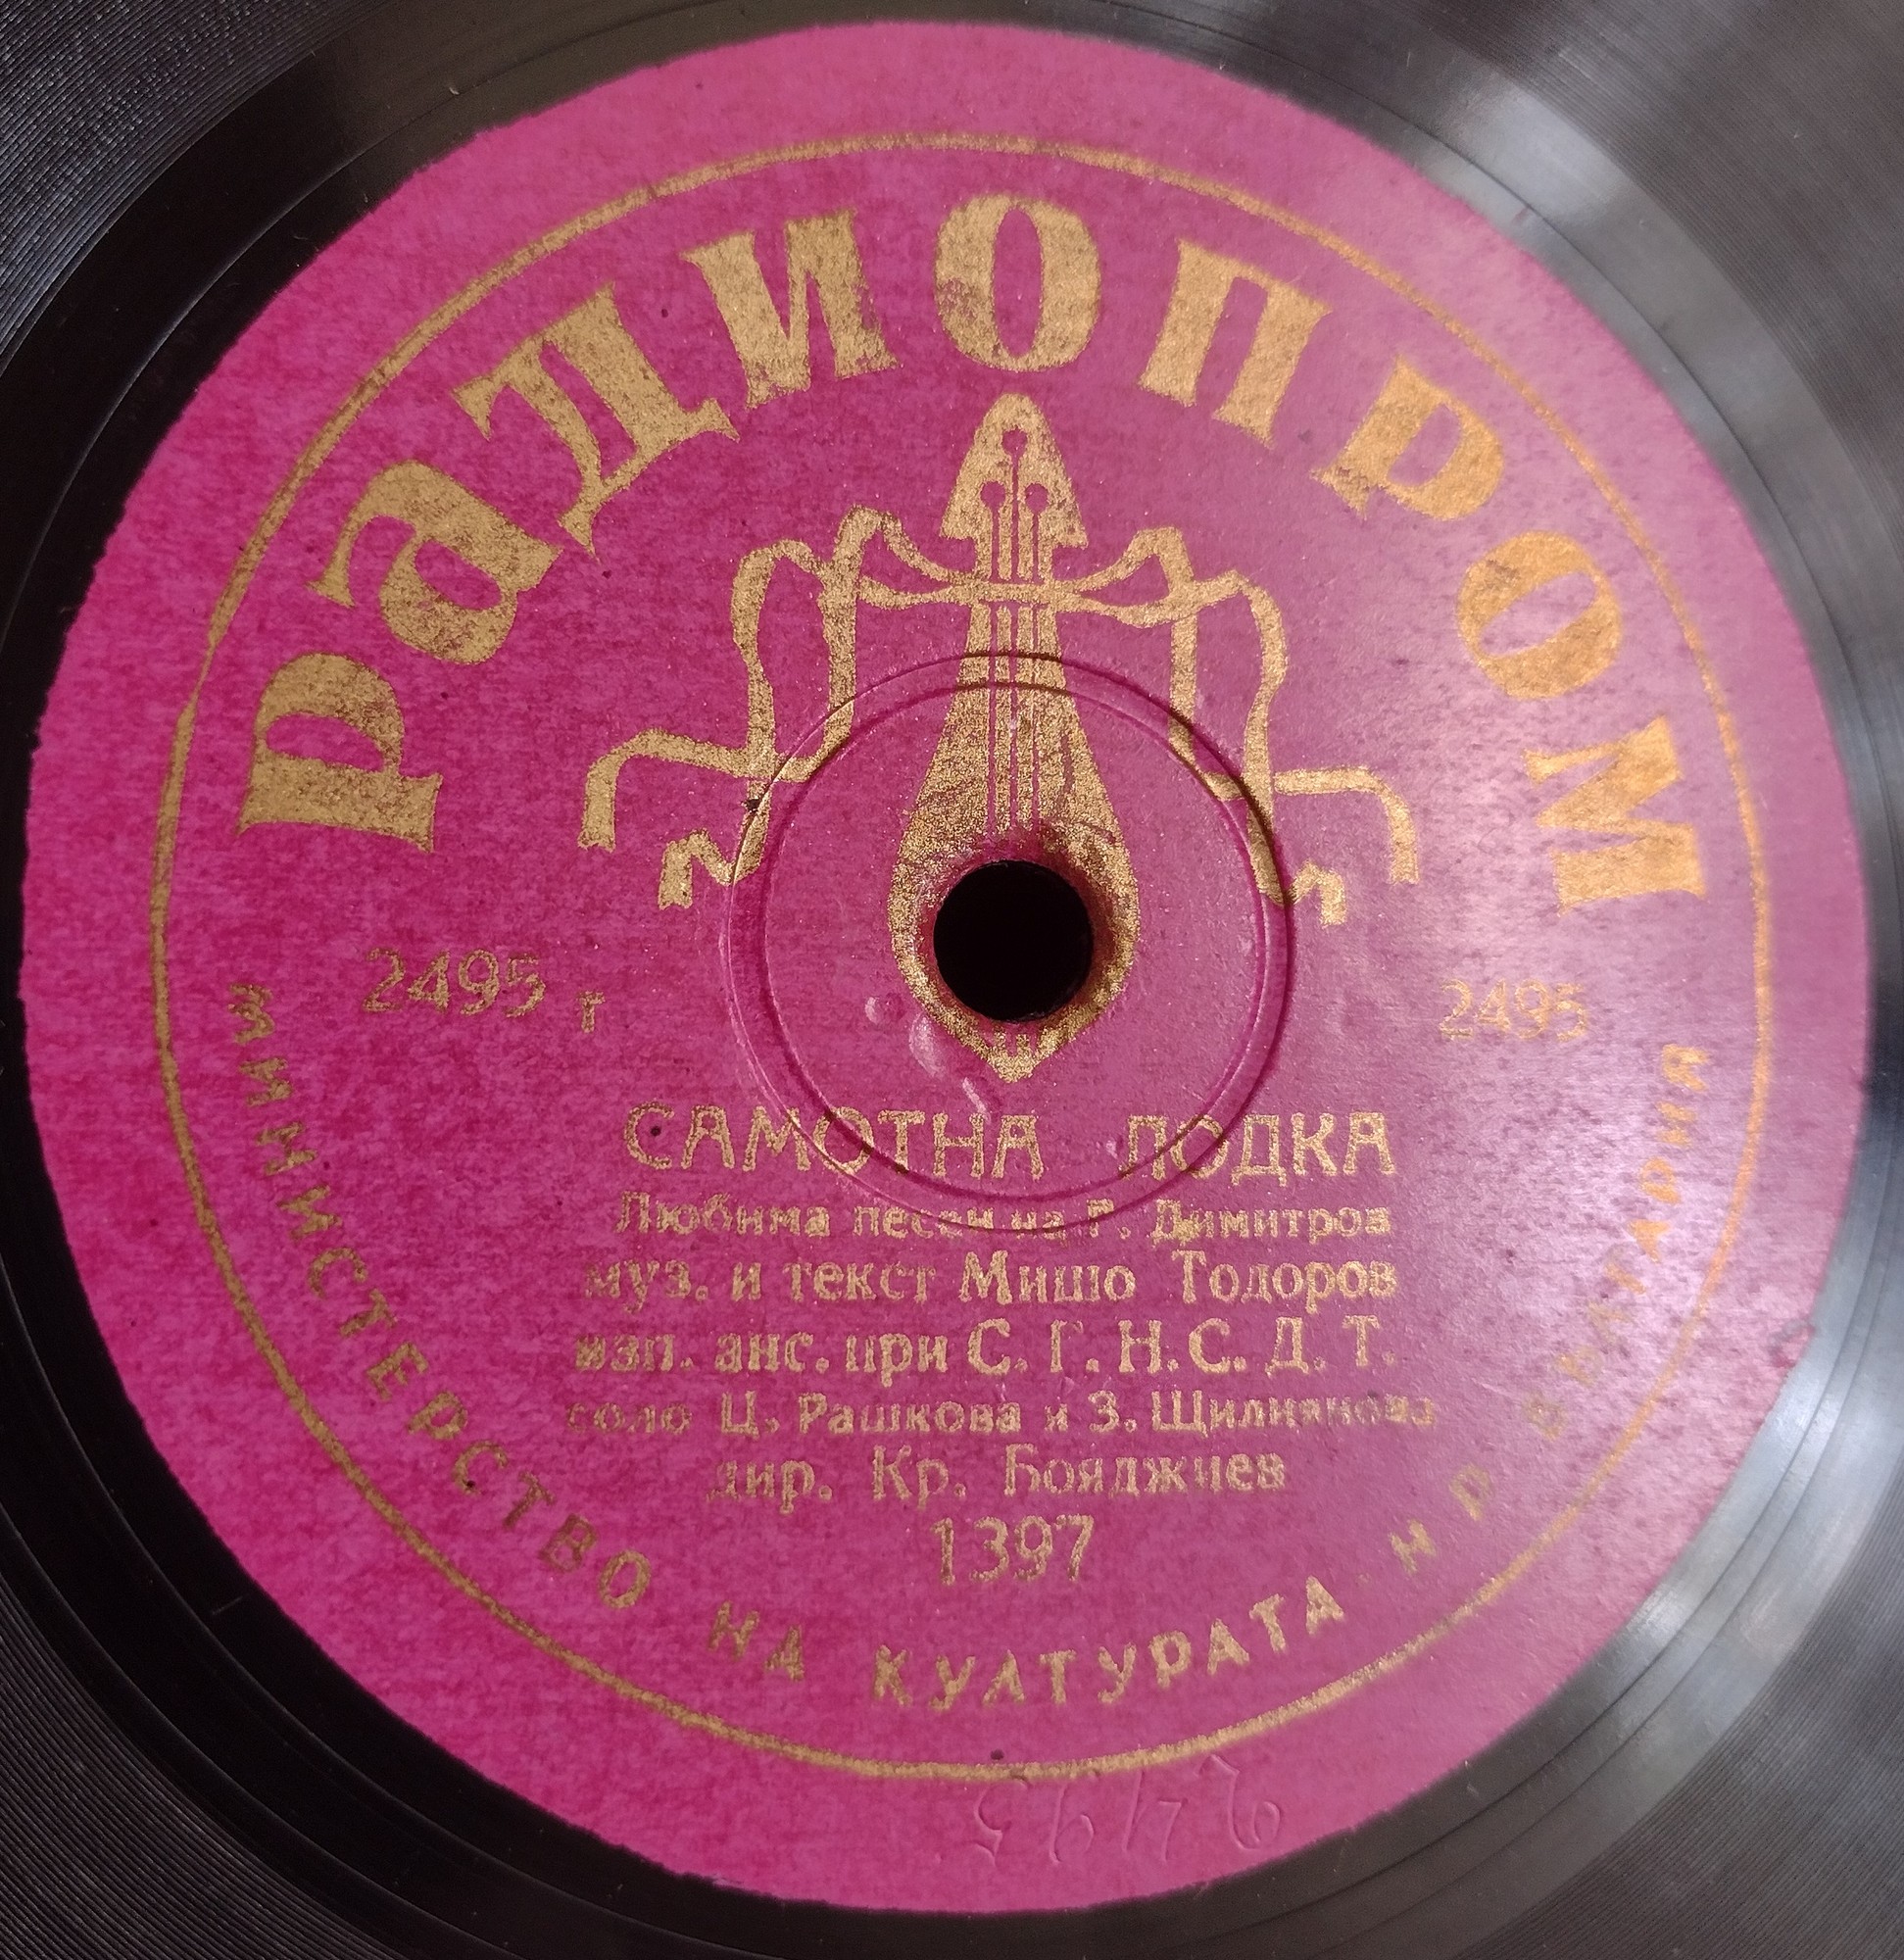 Радиопром
2495 т 2495
САМОТНА ЛОДКА
Любима песен на Г. Димитров
муз. и текст Мишо Тодоров
изп. анс. при С. Г. Н. С. Д. Т.
соло Ц. Рашкова и З.
дир. Кр. Бояджиев
1397
МИНИСТЕРСТВО НА КУЛТУРАТА · НР БЪЛГАРИЯ
2495